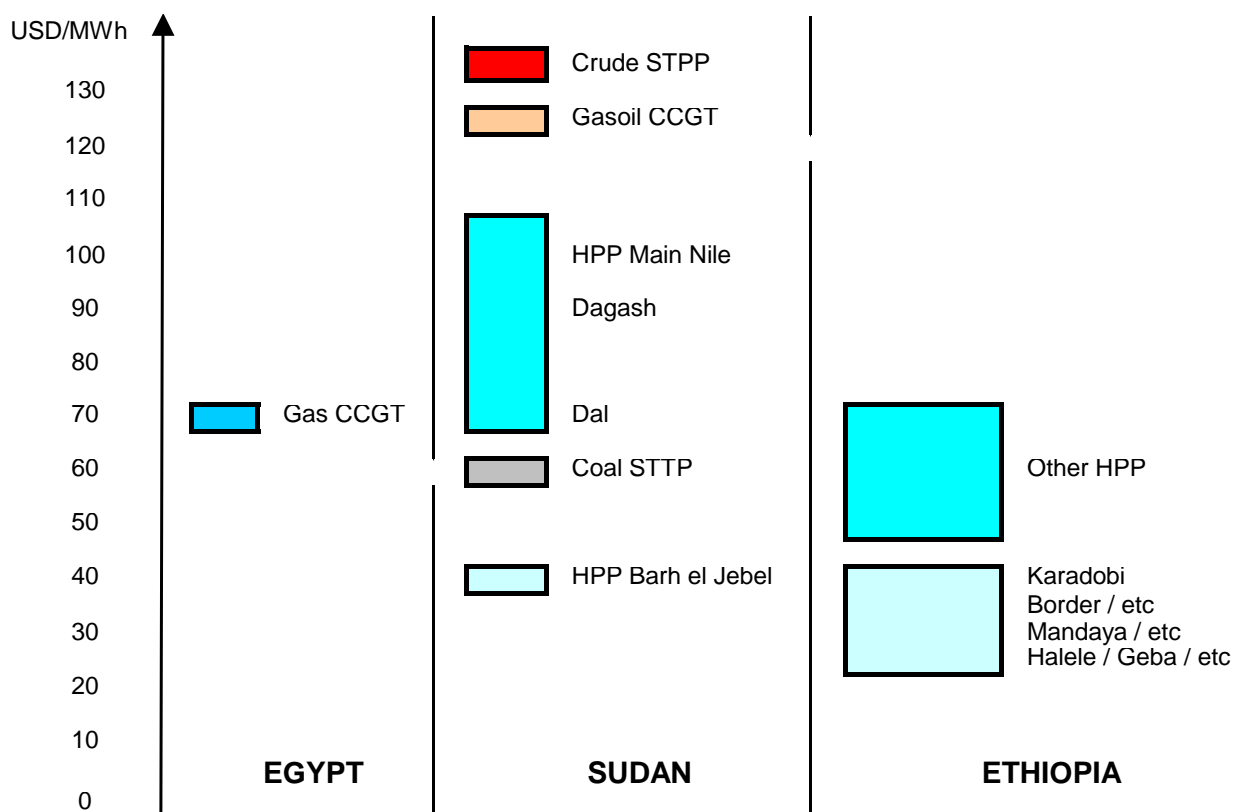 USD/MWh
Crude STPP
130
Gasoil CCGT
120
110
100
HPP Main Nile
90
Dagash
80
70
Gas CCGT
Dal
60
Coal STTP
Other HPP
50
40
HPP Barh el Jebel
Karadobi
Border / etc
30
Mandaya / etc
Halele / Geba / etc
20
10
EGYPT
SUDAN
ETHIOPIA
0